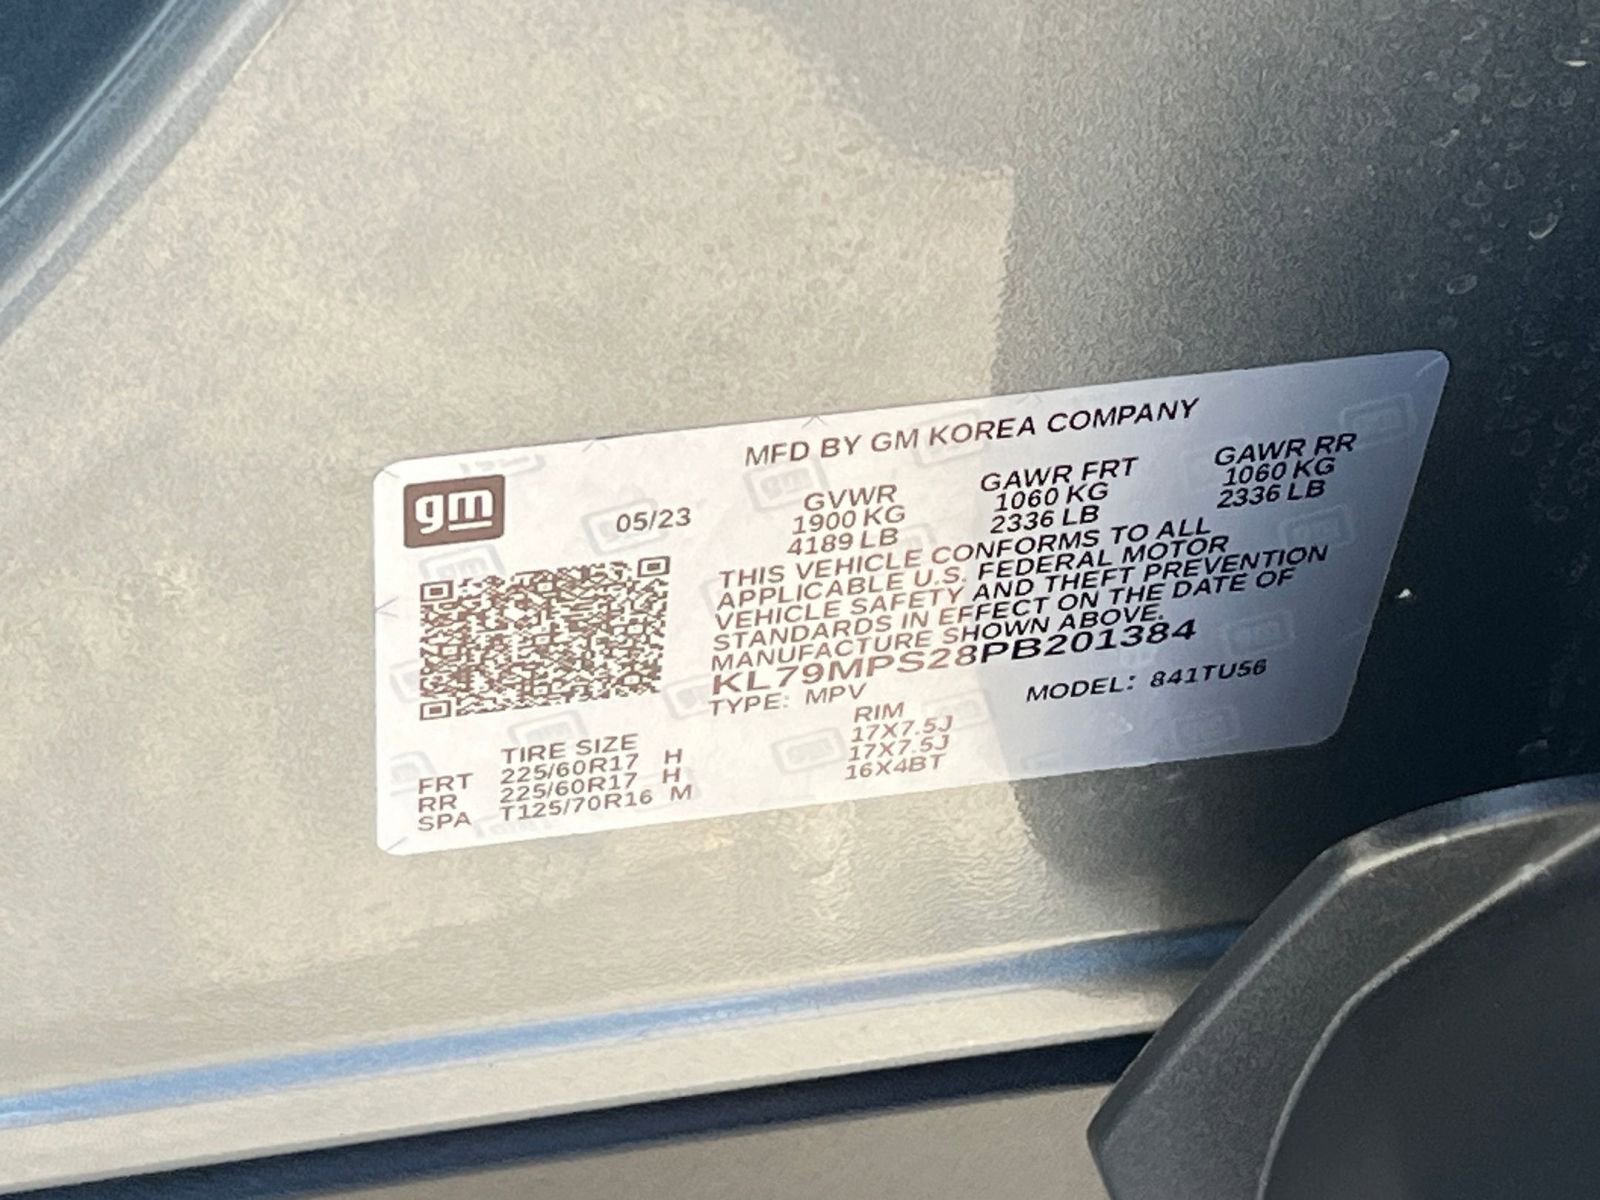 MFD BY GM KOREA COMPANY
gm
05/23
GVWR GAWR FRT GAWR RR
1900 KG 1060 KG 1060 KG
4189 LB 2336 LB 2336 LB
THIS VEHICLE CONFORMS TO ALL
APPLICABLE U.S. FEDERAL MOTOR
VEHICLE SAFETY AND THEFT PREVENTION
STANDARDS IN EFFECT ON THE DATE OF
MANUFACTURE SHOWN ABOVE.
KL79MPS28PB201384
TYPE: MPV MODEL: 841TU56
TIRE SIZE RIM
FRT 225/60R17 H 17X7.5J
RR 225/60R17 H 17X7.5J
SPA T125/70R16 M 16X4BT